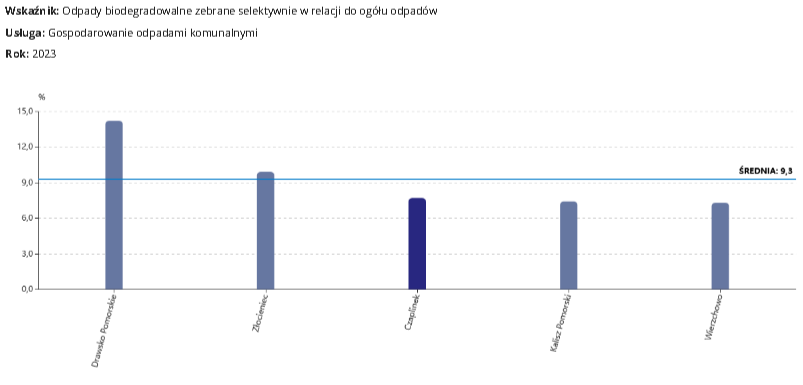 Wskaźnik: Odpady biodegradowalne zebrane selektywnie w relacji do ogółu odpadów
Usługa: Gospodarowanie odpadami komunalnymi
Rok: 2023
%
15,0
12,0
9,0
6,0
3,0
0,0
ŚREDNIA: 9,3
Drawsko Pomorskie
Złocieniec
Czaplinek
Kalisz Pomorski
Wierzchowo